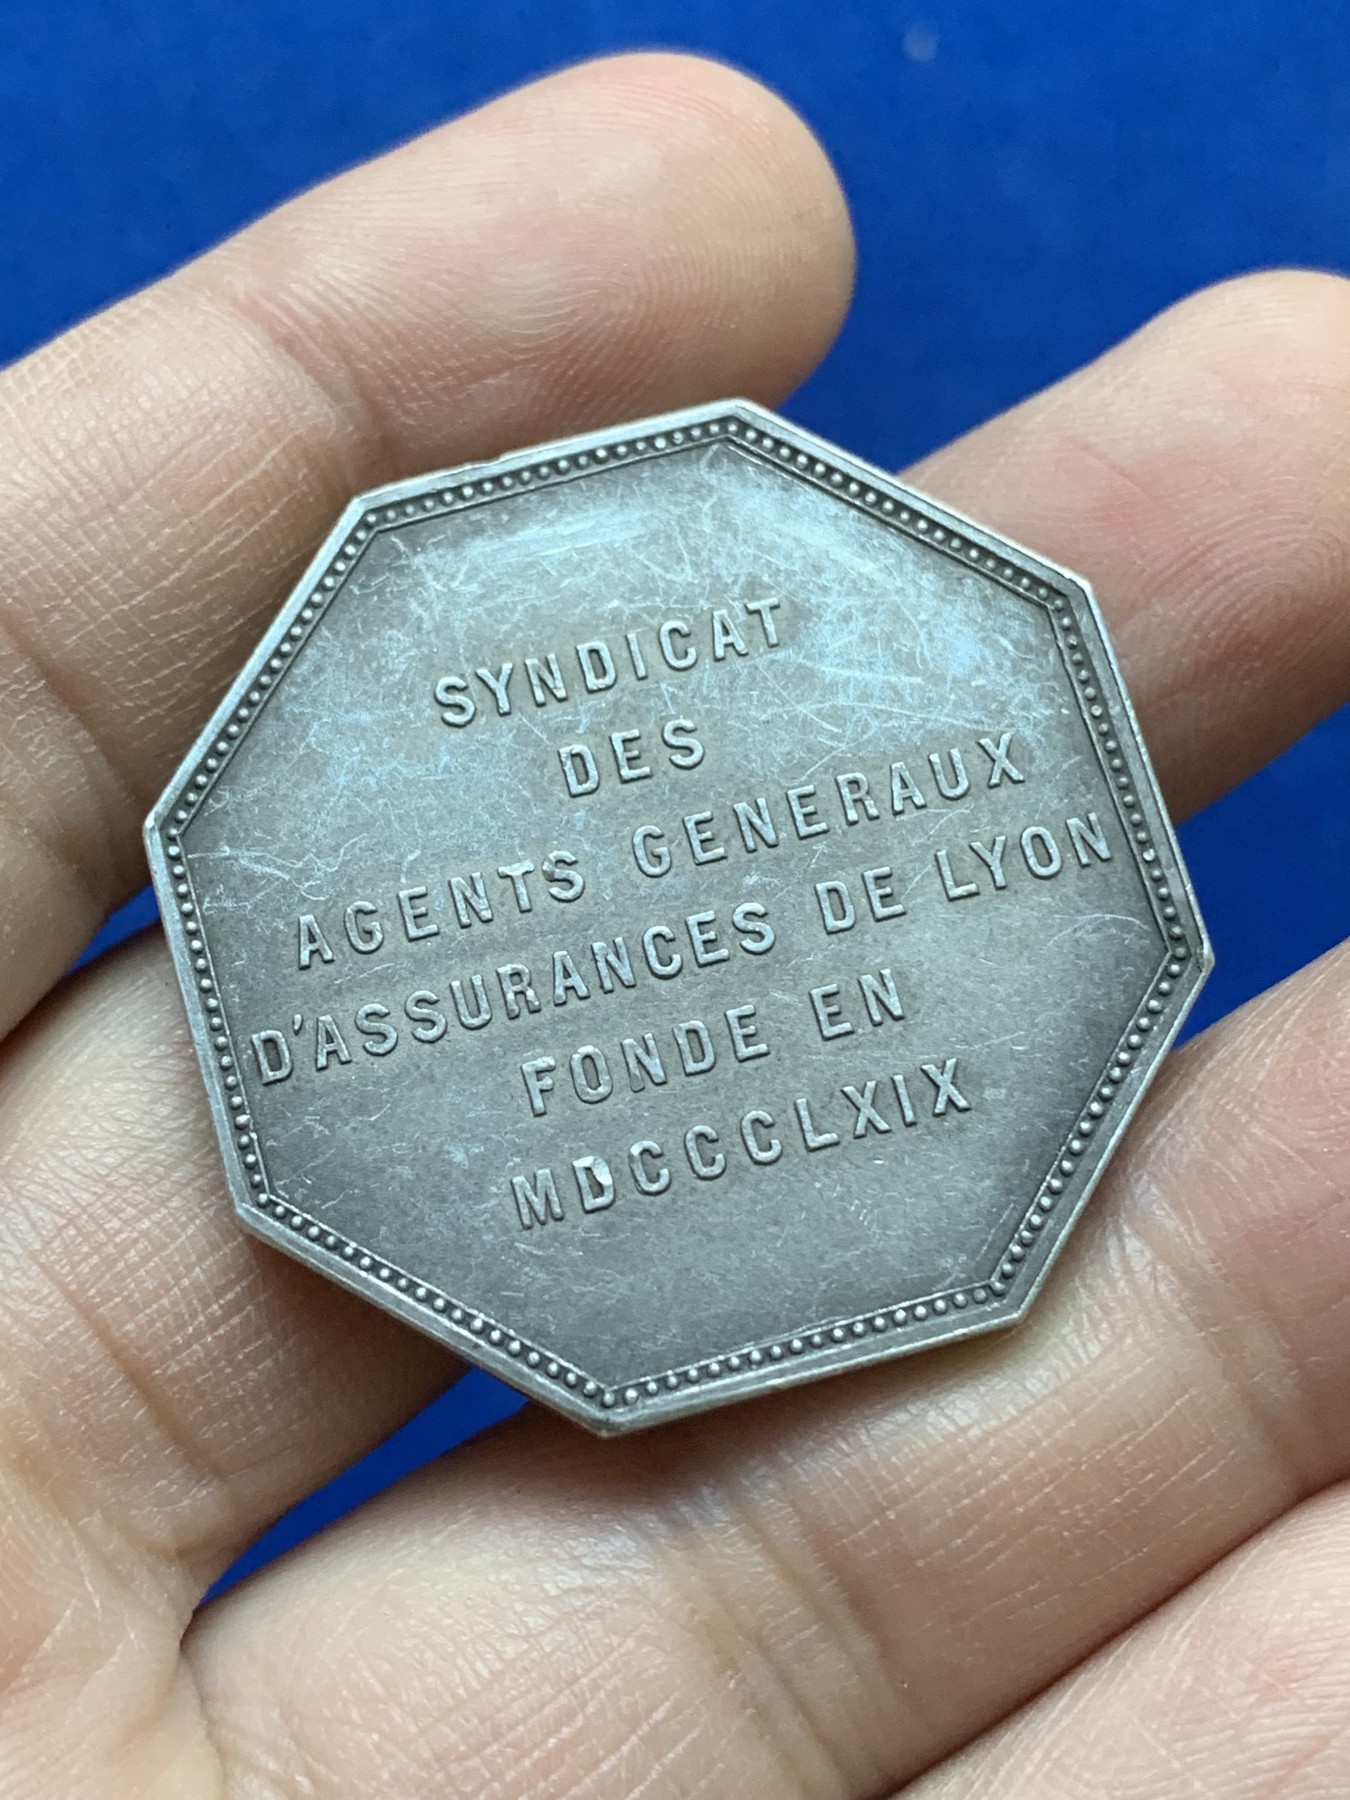 SYNDICAT
DES
AGENTS GENERAUX
D'ASSURANCES DE LYON
FONDE EN
MDCCCLXIX